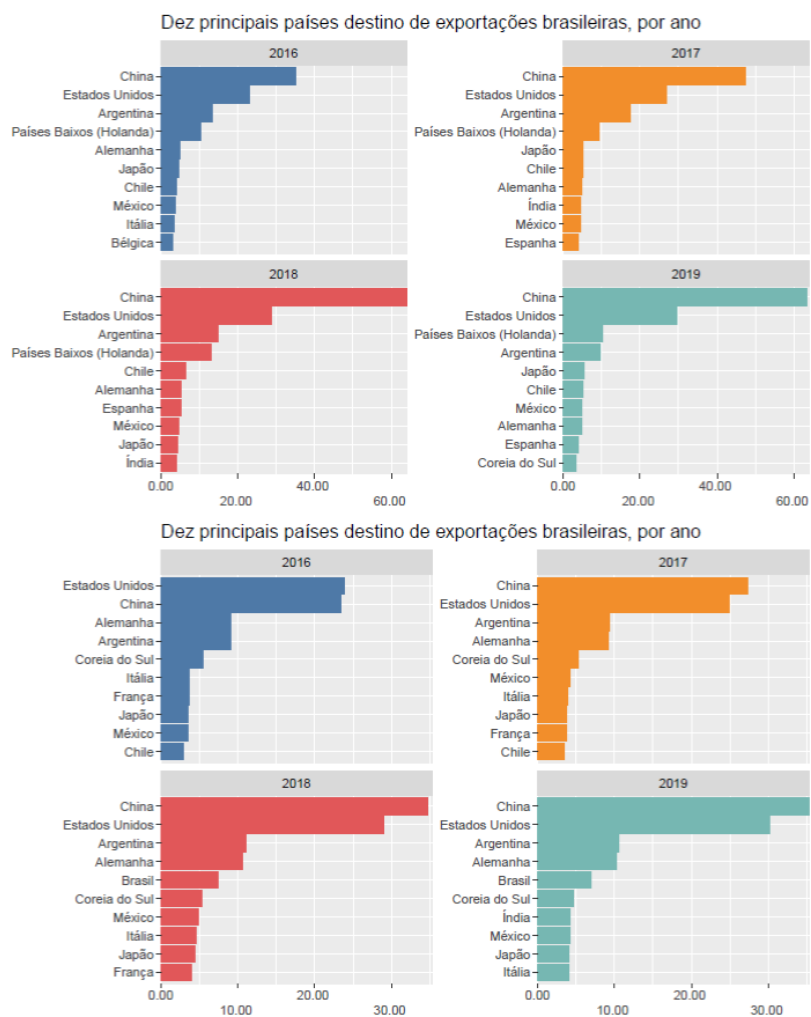 Dez principais países destino de exportações brasileiras, por ano
2016
China
Estados Unidos
Argentina
Países Baixos (Holanda)
Alemanha
Japão
Chile
México
Itália
Bélgica
2017
China
Estados Unidos
Argentina
Países Baixos (Holanda)
Japão
Chile
Alemanha
Índia
México
Espanha
2018
China
Estados Unidos
Argentina
Países Baixos (Holanda)
Chile
Alemanha
Espanha
México
Japão
Índia
0.00 20.00 40.00 60.00
2019
China
Estados Unidos
Países Baixos (Holanda)
Argentina
Japão
Chile
México
Alemanha
Espanha
Coreia do Sul
0.00 20.00 40.00 60.00
Dez principais países destino de exportações brasileiras, por ano
2016
Estados Unidos
China
Alemanha
Argentina
Coreia do Sul
Itália
França
Japão
México
Chile
2017
China
Estados Unidos
Argentina
Alemanha
Coreia do Sul
México
Itália
Japão
França
Chile
2018
China
Estados Unidos
Argentina
Alemanha
Brasil
Coreia do Sul
México
Itália
Japão
França
0.00 10.00 20.00 30.00
2019
China
Estados Unidos
Argentina
Alemanha
Brasil
Coreia do Sul
Índia
México
Japão
Itália
0.00 10.00 20.00 30.00